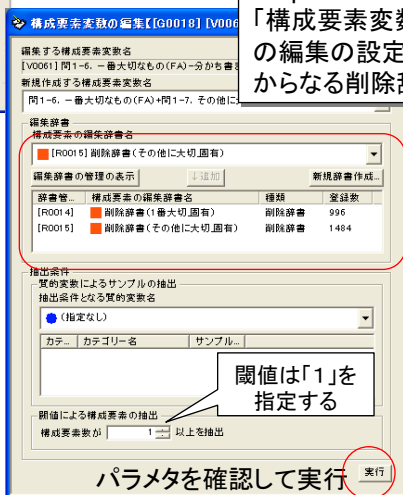 構成要素変数の編集【[G0018] [V006
「構成要素変数
の編集の設定
からなる削除
編集する構成要素変数名
[V0061] 問1-6. 一番大切なもの(FA)-分かち書き
新規作成する構成要素変数名
問1-6. 一番大切なもの(FA)+問1-7. その他に
編集辞書
構成要素の編集辞書名
[R0015] 削除辞書(その他に大切_固有)
編集辞書の管理の表示 ↓追加 新規辞書作成...
辞書管... 構成要素の編集辞書名 種類 登録数
[R0014] 削除辞書(1番大切_固有) 削除辞書 996
[R0015] 削除辞書(その他に大切_固有) 削除辞書 1484
抽出条件
質的変数によるサンプルの抽出
抽出条件となる質的変数名
(指定なし)
カテ... カテゴリー名 サンプル...
閾値は「1」を
指定する
閾値による構成要素の抽出
構成要素数が 1 以上を抽出
パラメタを確認して実行 実行